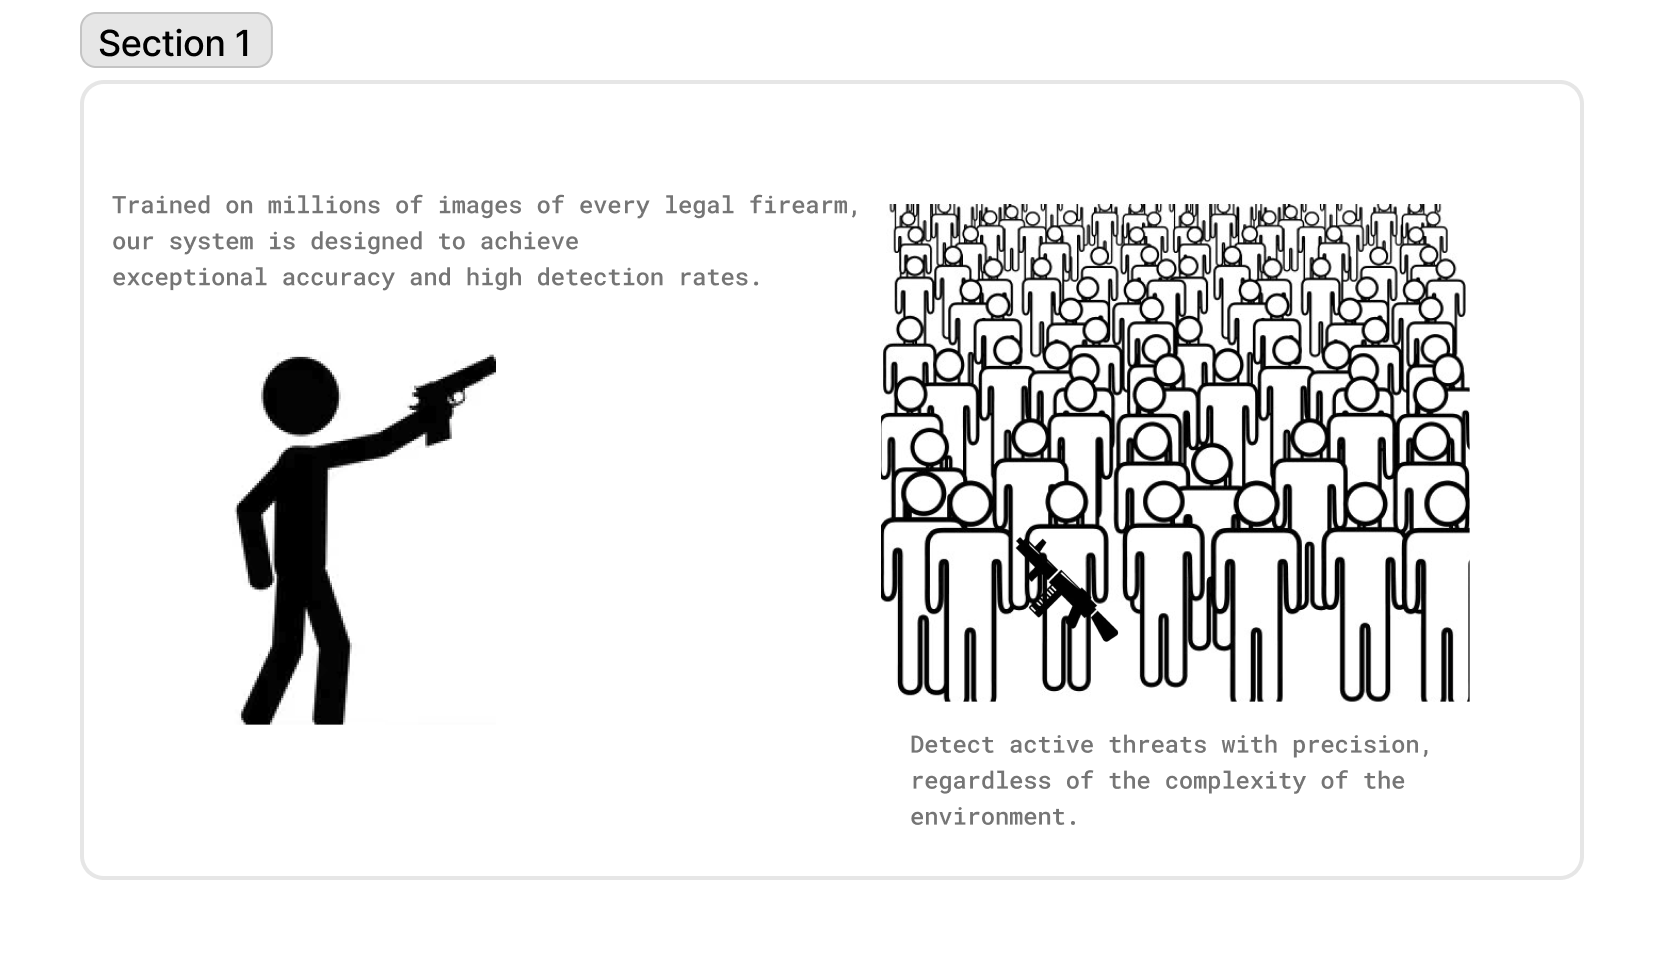 Section 1
Trained on millions of images of every legal firearm,
our system is designed to achieve
exceptional accuracy and high detection rates.
Detect active threats with precision,
regardless of the complexity of the
environment.